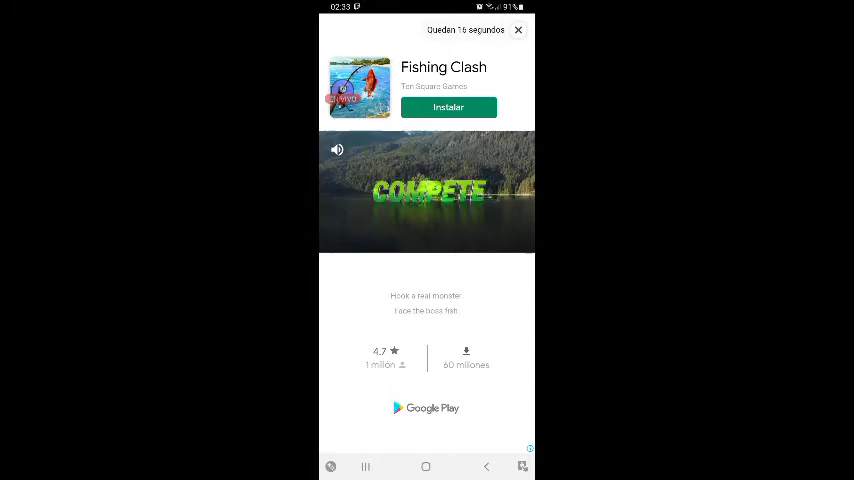 02:33
91%
Quedan 16 segundos
Fishing Clash
Ten Square Games
EN VIVO
Instalar
COMPETE
Hook a real monster
Face the boss fish
4.7
1 millón
60 millones
Google Play